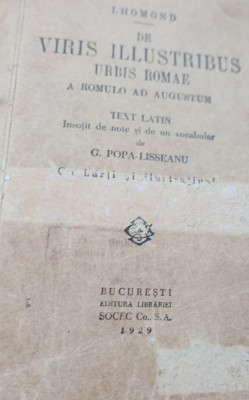 LHOMOND
DE
VIRIS ILLUSTRIBUS
URBIS ROMAE
A ROMULO AD AUGUSTUM
TEXT LATIN
Insoțit de note și de un vocabular
de
G. POPA-LISSEANU
BUCUREȘTI
EDITURA LIBRĂRIEI
SOCEC Co., S. A.
1929